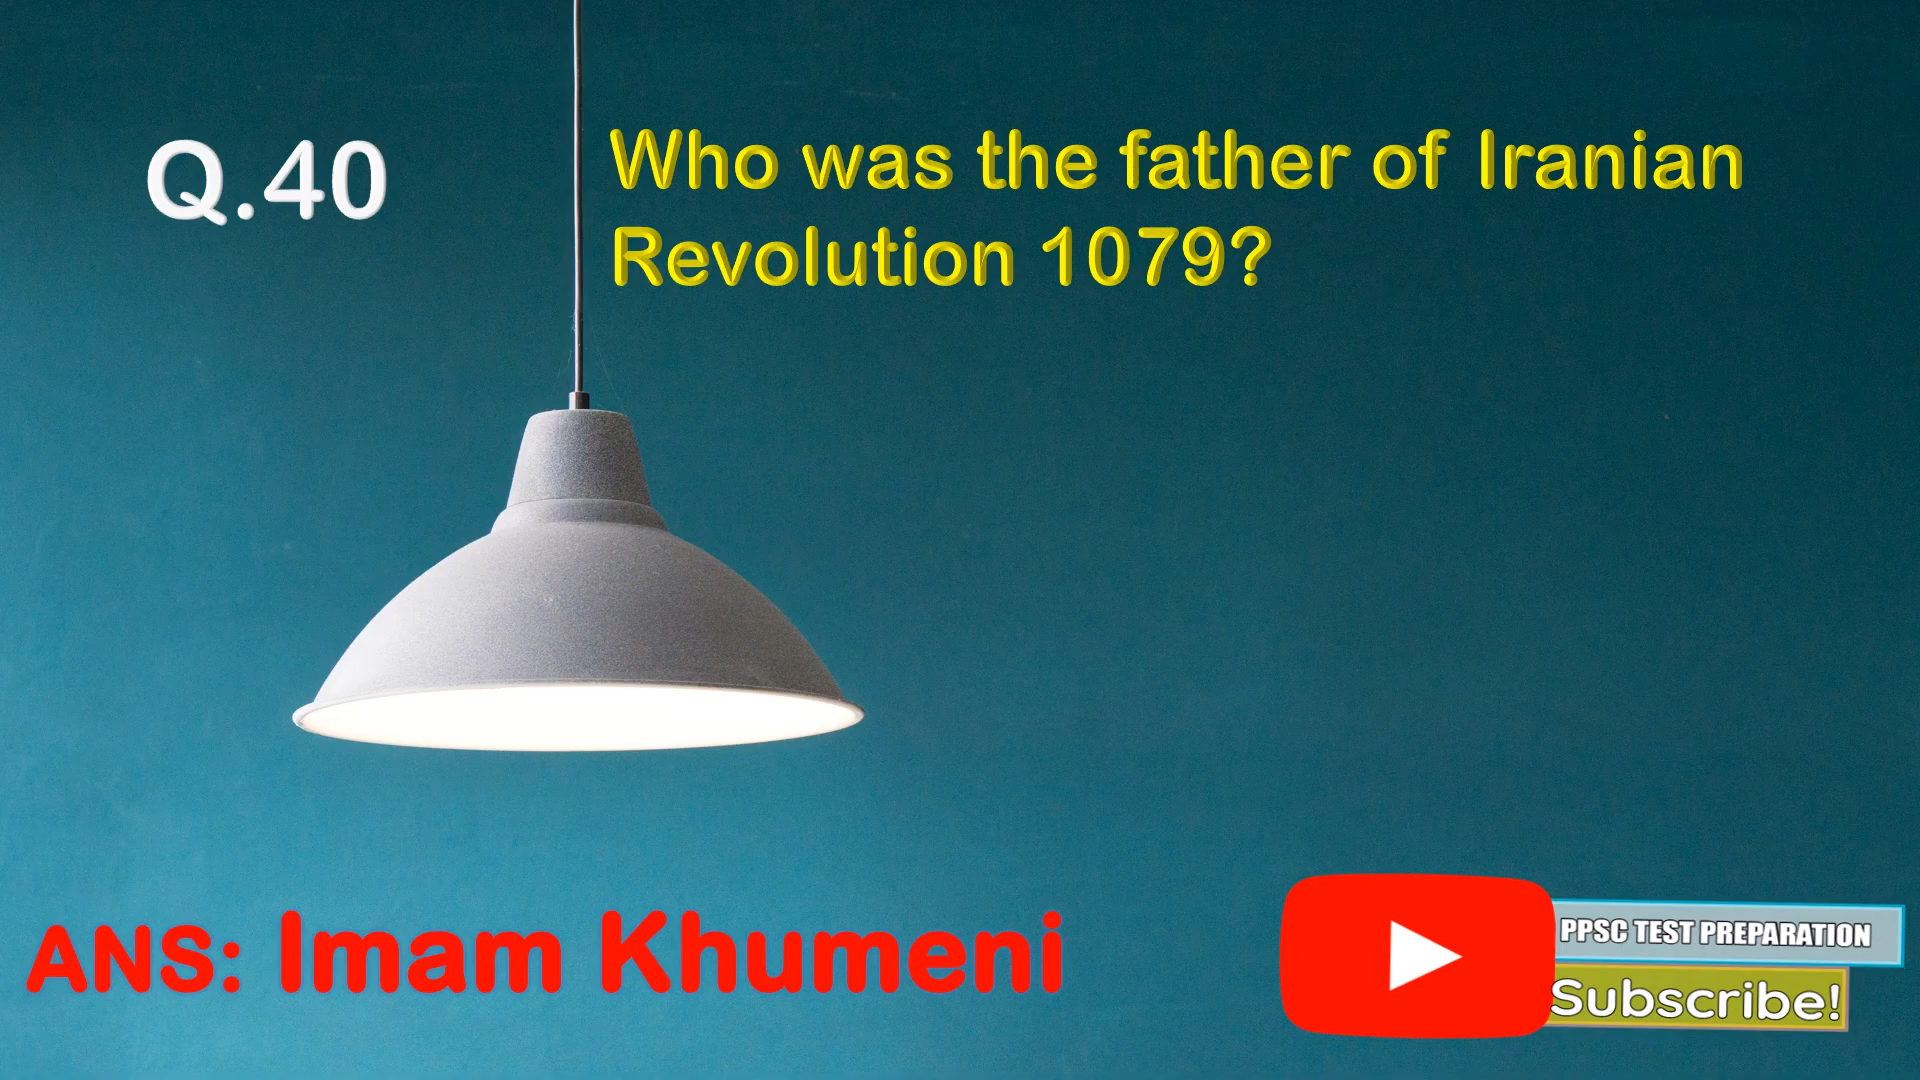 Q.40
Who was the father of Iranian
Revolution 1079?
ANS: Imam Khumeni
PPSC TEST PREPARATION
Subscribe!